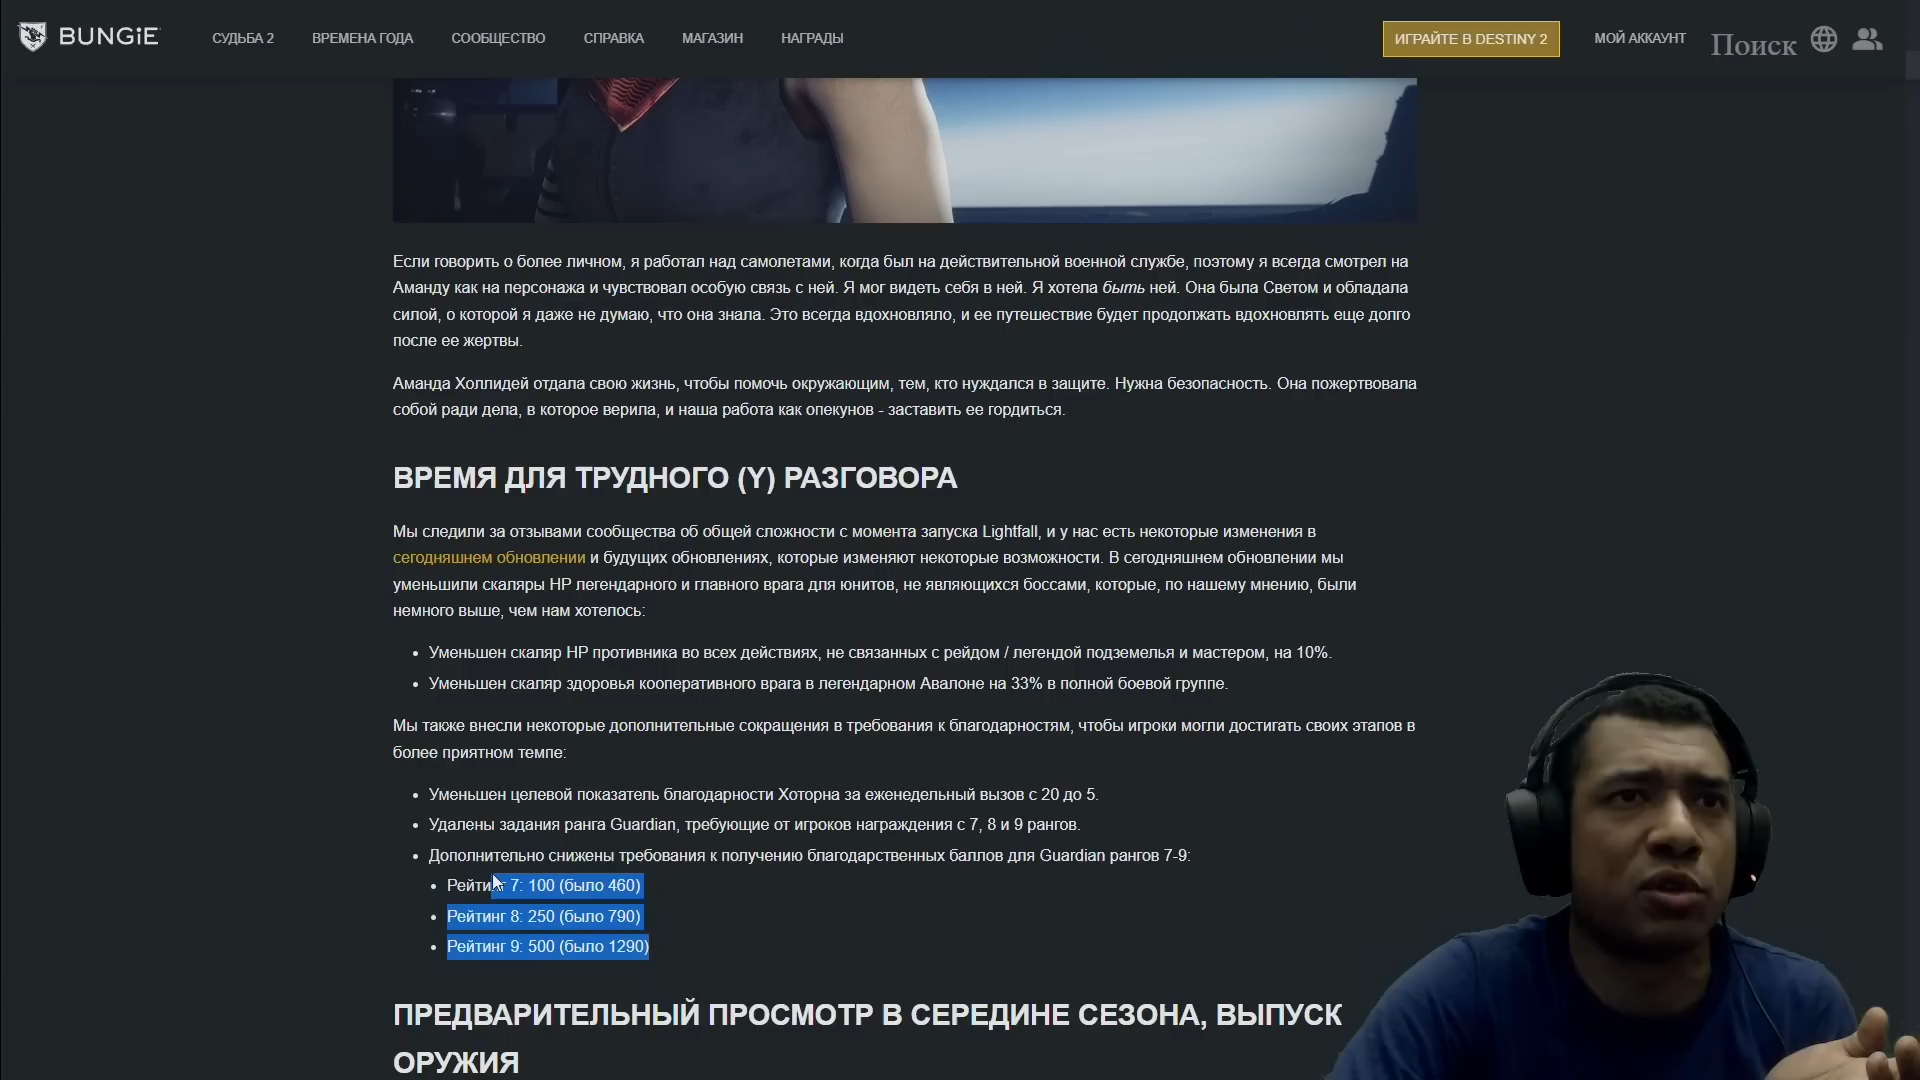 BUNGiE
СУДЬБА 2
ВРЕМЕНА ГОДА
СООБЩЕСТВО
СПРАВКА
МАГАЗИН
НАГРАДЫ
ИГРАЙТЕ В DESTINY 2
МОЙ АККАУНТ
Поиск
Если говорить о более личном, я работал над самолетами, когда был на действительной военной службе, поэтому я всегда смотрел на
Аманду как на персонажа и чувствовал особую связь с ней. Я мог видеть себя в ней. Я хотела быть ней. Она была Светом и обладала
силой, о которой я даже не думаю, что она знала. Это всегда вдохновляло, и ее путешествие будет продолжать вдохновлять еще долго
после ее жертвы.
Аманда Холлидей отдала свою жизнь, чтобы помочь окружающим, тем, кто нуждался в защите. Нужна безопасность. Она пожертвовала
собой ради дела, в которое верила, и наша работа как опекунов - заставить ее гордиться.
ВРЕМЯ ДЛЯ ТРУДНОГО (Y) РАЗГОВОРА
Мы следили за отзывами сообщества об общей сложности с момента запуска Lightfall, и у нас есть некоторые изменения в
сегодняшнем обновлении и будущих обновлениях, которые изменяют некоторые возможности. В сегодняшнем обновлении мы
уменьшили скаляры HP легендарного и главного врага для юнитов, не являющихся боссами, которые, по нашему мнению, были
немного выше, чем нам хотелось:
• Уменьшен скаляр HP противника во всех действиях, не связанных с рейдом / легендой подземелья и мастером, на 10%.
• Уменьшен скаляр здоровья кооперативного врага в легендарном Авалоне на 33% в полной боевой группе.
Мы также внесли некоторые дополнительные сокращения в требования к благодарностям, чтобы игроки могли достигать своих этапов в
более приятном темпе:
• Уменьшен целевой показатель благодарности Хоторна за еженедельный вызов с 20 до 5.
• Удалены задания ранга Guardian, требующие от игроков награждения с 7, 8 и 9 рангов.
• Дополнительно снижены требования к получению благодарственных баллов для Guardian рангов 7-9:
• Рейтинг 7: 100 (было 460)
• Рейтинг 8: 250 (было 790)
• Рейтинг 9: 500 (было 1290)
ПРЕДВАРИТЕЛЬНЫЙ ПРОСМОТР В СЕРЕДИНЕ СЕЗОНА, ВЫПУСК
ОРУЖИЯ